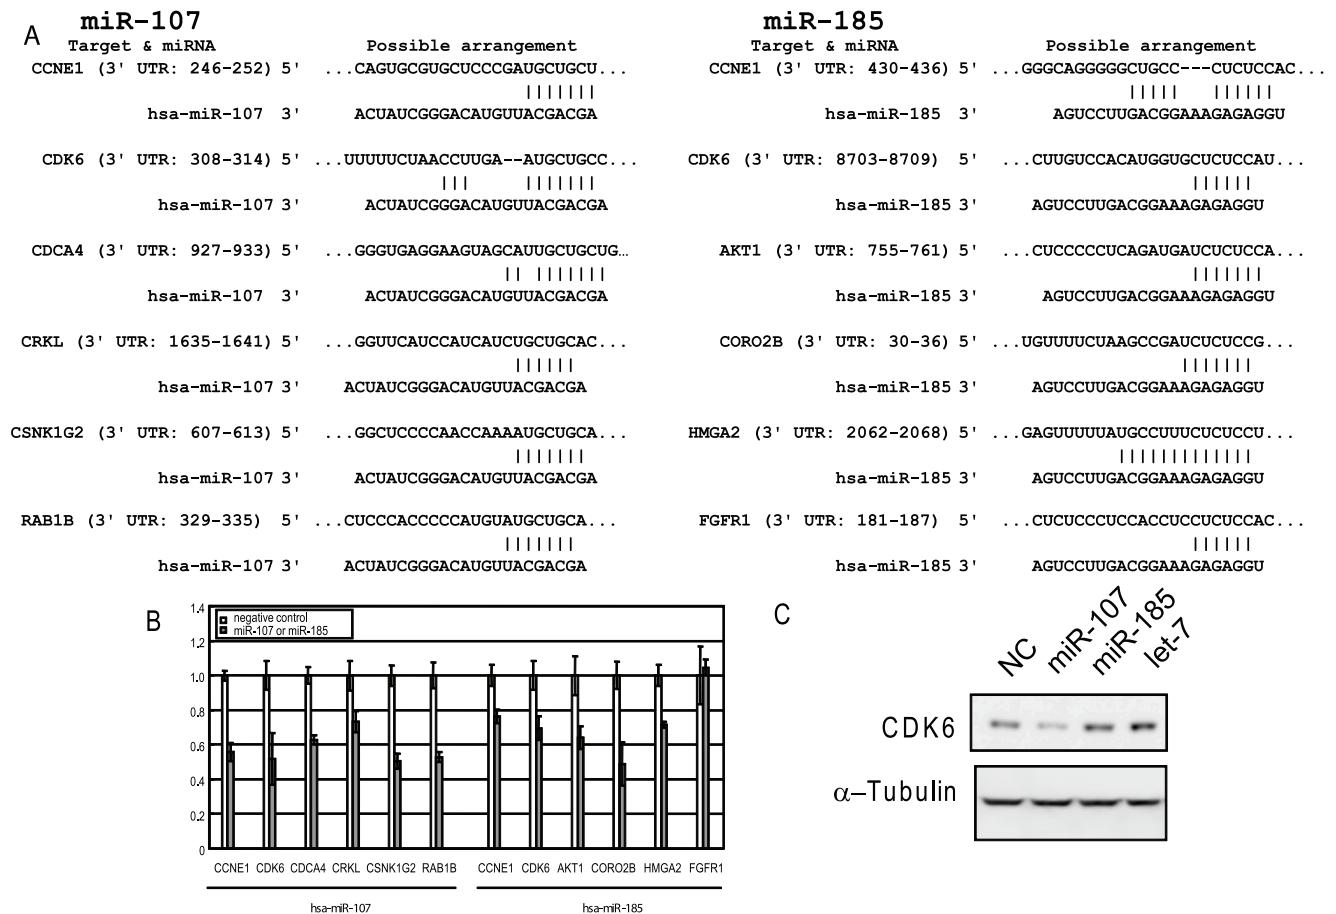 A
miR-107
Target & miRNA Possible arrangement
CCNE1 (3' UTR: 246-252) 5' ...CAGUGCGUGCUCCCGAUGCUGCU...
|||||||
hsa-miR-107 3' ACUAUCGGGACAUGUUACGACGA
CDK6 (3' UTR: 308-314) 5' ...UUUUUCUAACCUUGA--AUGCUGCC...
||| |||||||
hsa-miR-107 3' ACUAUCGGGACAUGUUACGACGA
CDCA4 (3' UTR: 927-933) 5' ...GGGUGAGGAAGUAGCAUUGCUGCUG...
|| |||||||
hsa-miR-107 3' ACUAUCGGGACAUGUUACGACGA
CRKL (3' UTR: 1635-1641) 5' ...GGUUCAUCCAUCAUCUGCUGCAC...
||||||
hsa-miR-107 3' ACUAUCGGGACAUGUUACGACGA
CSNK1G2 (3' UTR: 607-613) 5' ...GGCUCCCCAACCAAAAUGCUGCA...
|||||||
hsa-miR-107 3' ACUAUCGGGACAUGUUACGACGA
RAB1B (3' UTR: 329-335) 5' ...CUCCCACCCCCAUGUAUGCUGCA...
|||||||
hsa-miR-107 3' ACUAUCGGGACAUGUUACGACGA
miR-185
Target & miRNA Possible arrangement
CCNE1 (3' UTR: 430-436) 5' ...GGGCAGGGGGCUGCC---CUCUCCAC...
||||| ||||||
hsa-miR-185 3' AGUCCUUGACGGAAAGAGAGGU
CDK6 (3' UTR: 8703-8709) 5' ...CUUGUCCACAUGGUGCUCUCCAU...
||||||
hsa-miR-185 3' AGUCCUUGACGGAAAGAGAGGU
AKT1 (3' UTR: 755-761) 5' ...CUCCCCCUCAGAUGAUCUCUCCA...
|||||||
hsa-miR-185 3' AGUCCUUGACGGAAAGAGAGGU
CORO2B (3' UTR: 30-36) 5' ...UGUUUUCUAAGCCGAUCUCUCCG...
|||||||
hsa-miR-185 3' AGUCCUUGACGGAAAGAGAGGU
HMGA2 (3' UTR: 2062-2068) 5' ...GAGUUUUUAUGCCUUUCUCUCCU...
|||||||||||||
hsa-miR-185 3' AGUCCUUGACGGAAAGAGAGGU
FGFR1 (3' UTR: 181-187) 5' ...CUCUCCCUCCACCUCCUCUCCAC...
||||||
hsa-miR-185 3' AGUCCUUGACGGAAAGAGAGGU
B
negative control
miR-107 or miR-185
1.4
1.2
1.0
0.8
0.6
0.4
0.2
0
CCNE1 CDK6 CDCA4 CRKL CSNK1G2 RAB1B CCNE1 CDK6 AKT1 CORO2B HMGA2 FGFR1
hsa-miR-107 hsa-miR-185
C
NC miR-107 miR-185 let-7
CDK6
α-Tubulin